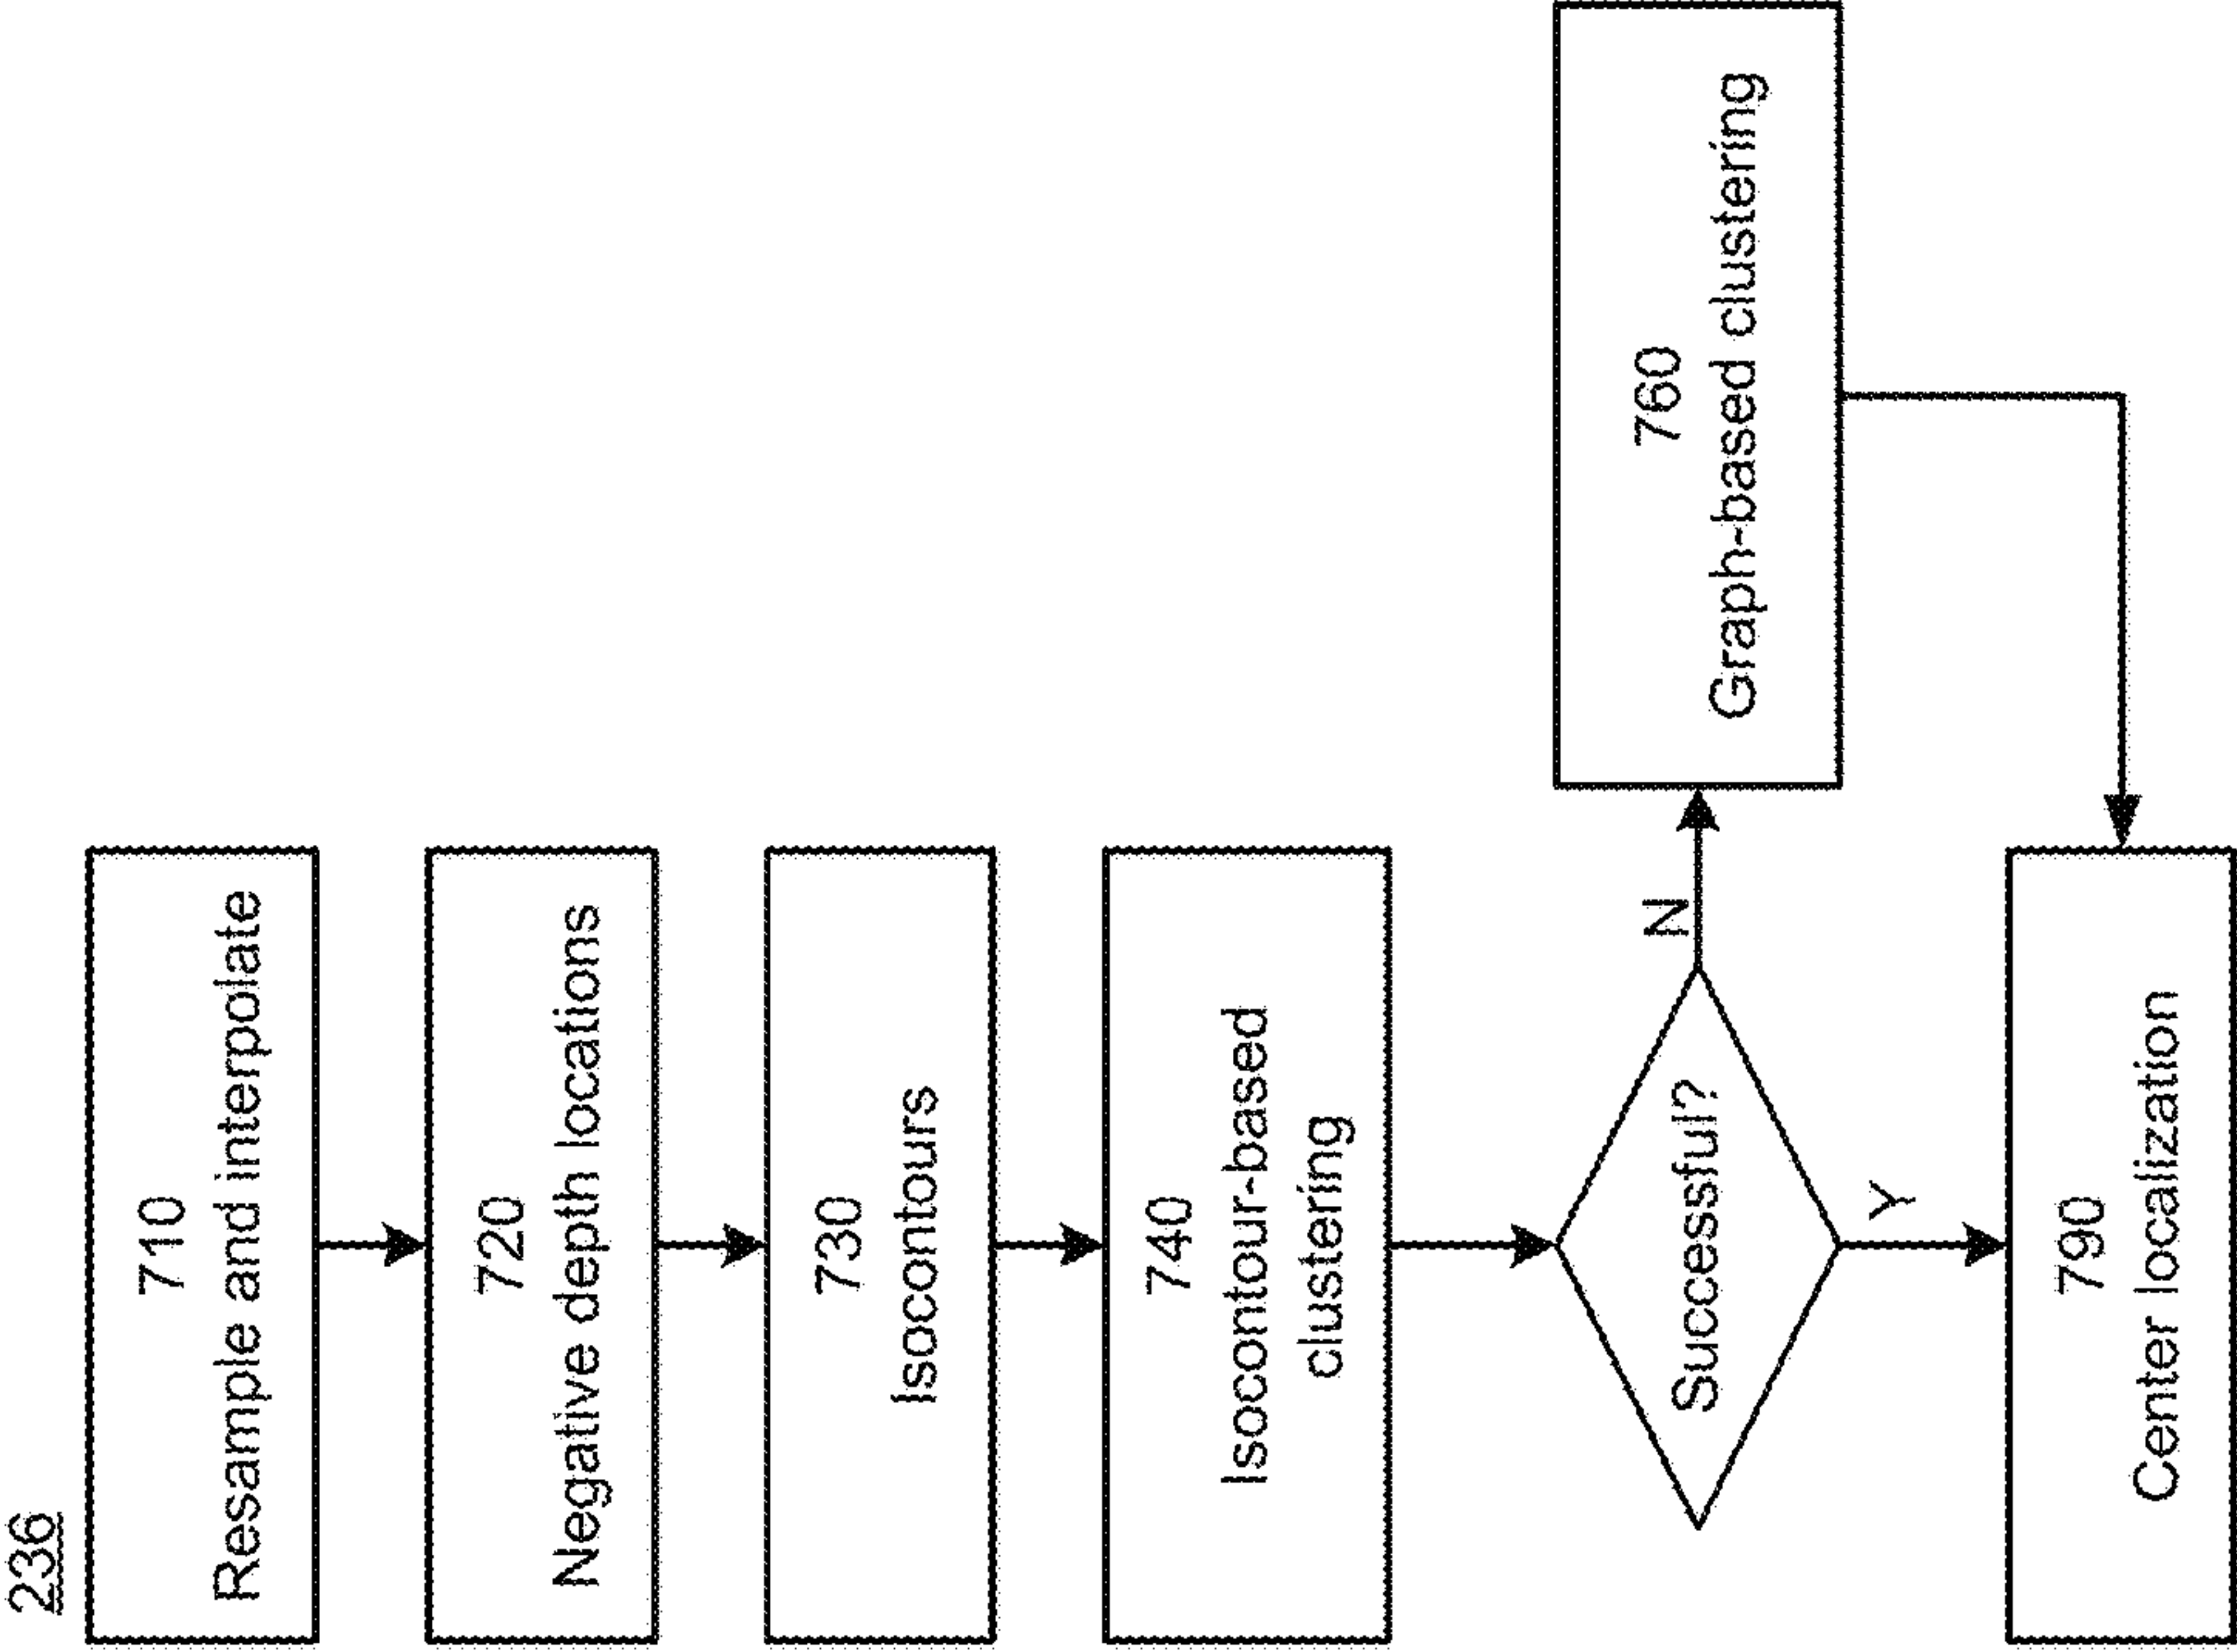 236
710
Resample and interpolate
720
Negative depth locations
730
Isocontours
740
Isocontour-based
clustering
Successful?
N
Y
760
Graph-based clustering
790
Center localization